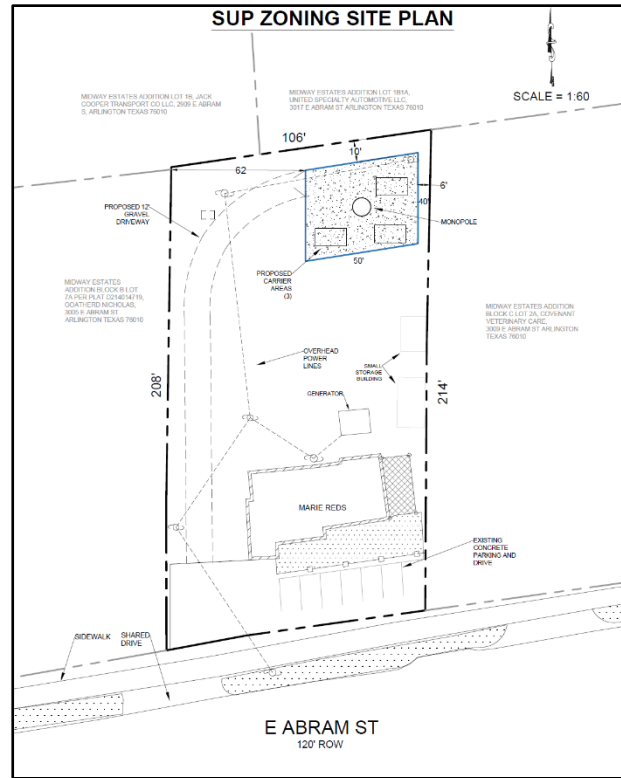 SUP ZONING SITE PLAN
MIDWAY ESTATES ADDITION LOT 1R, JACK
COOPER TRANSPORT CO LLC, 2909 E ABRAM
S, ARLINGTON TEXAS 76010
MIDWAY ESTATES ADDITION LOT 1B1A,
UNITED SPECIALTY AUTOMOTIVE LLC,
3017 E ABRAM ST ARLINGTON TEXAS 76010
SCALE = 1:60
106'
10'
62
6'
40'
PROPOSED 12'
GRAVEL
DRIVEWAY
MONOPOLE
PROPOSED
CARRIER
AREAS
(3)
50'
MIDWAY ESTATES
ADDITION BLOCK B LOT
7A PER PLAT D214014719,
GOATHERD NICHOLAS,
3005 E ABRAM ST
ARLINGTON TEXAS 76010
MIDWAY ESTATES ADDITION
BLOCK C LOT 2A, COVENANT
VETERINARY CARE,
3009 E ABRAM ST ARLINGTON
TEXAS 76010
OVERHEAD
POWER
LINES
SMALL
STORAGE
BUILDING
GENERATOR
208'
214'
MARIE REDS
EXISTING
CONCRETE
PARKING AND
DRIVE
SIDEWALK
SHARED
DRIVE
E ABRAM ST
120' ROW